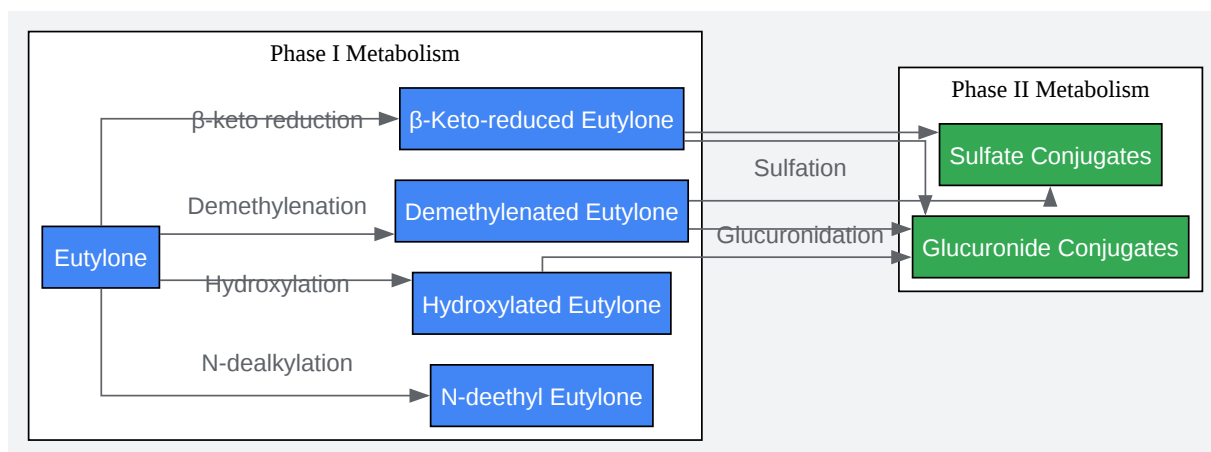 Phase I Metabolism
Phase II Metabolism
β-keto reduction
β-Keto-reduced Eutylone
Sulfate Conjugates
Sulfation
Demethylenation
Demethylenated Eutylone
Glucuronidation
Eutylone
Glucuronide Conjugates
Hydroxylation
Hydroxylated Eutylone
N-dealkylation
N-deethyl Eutylone